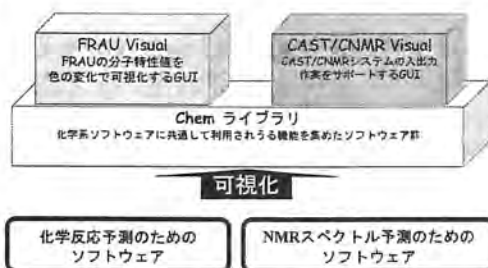 FRAU Visual
FRAUの分子特性値を
色の変化で可視化するGUI
CAST/CNMR Visual
CAST/CNMRシステムの入出力
作業をサポートするGUI
Chem ライブラリ
化学系ソフトウェアに共通して利用されうる機能を集めたソフトウェア群
可視化
化学反応予測のための
ソフトウェア
NMRスペクトル予測のための
ソフトウェア